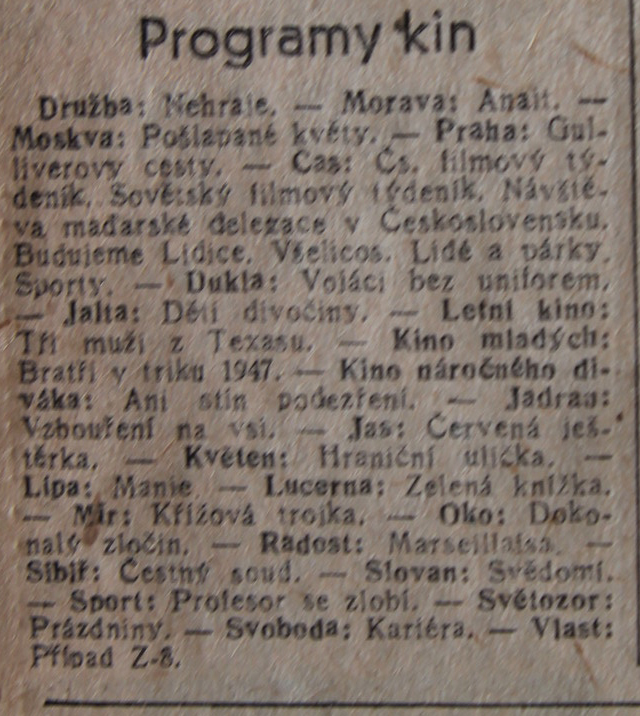 Programy kin
Družba: Nehraje. — Morava: Anait. —
Moskva: Pošlapané květy. — Praha: Gul-
liverovy cesty. — Čas: Čs. filmový tý-
deník. Sovětský filmový týdeník. Návště-
va maďarské delegace v Československu.
Budujeme Lidice. Všelicos. Lidé a párky.
Sporty. — Dukla: Vojáci bez uniforem.
— Jalta: Děti divočiny. — Letní kino:
Tři muži z Texasu. — Kino mladých:
Bratři v triku 1947. — Kino náročného di-
váka: Ani stín podezření. — Jadran:
Vzbouření na vsi. — Jas: Červená ješ-
těrka. — Květen: Hraniční ulička. —
Lípa: Manie — Lucerna: Zelená knížka.
— Mír: Křížová trojka. — Oko: Doko-
nalý zločin. — Radost: Marseillaisa. —
Sibiř: Čestný soud. — Slovan: Svědomí.
— Sport: Profesor se zlobí. — Světozor:
Prázdniny. — Svoboda: Kariéra. — Vlast:
Případ Z-8.